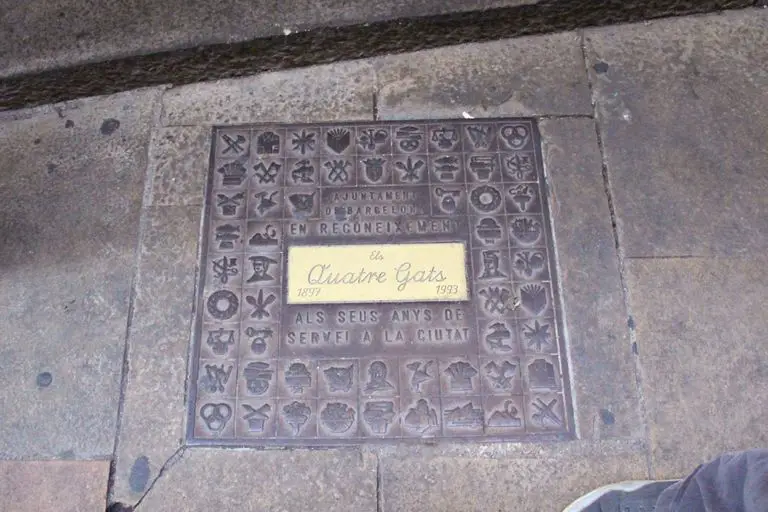 AJUNTAMENT
DE BARCELONA
EN RECONEIXEMENT
Els
Quatre Gats
1897 1993
ALS SEUS ANYS DE
SERVEI A LA CIUTAT